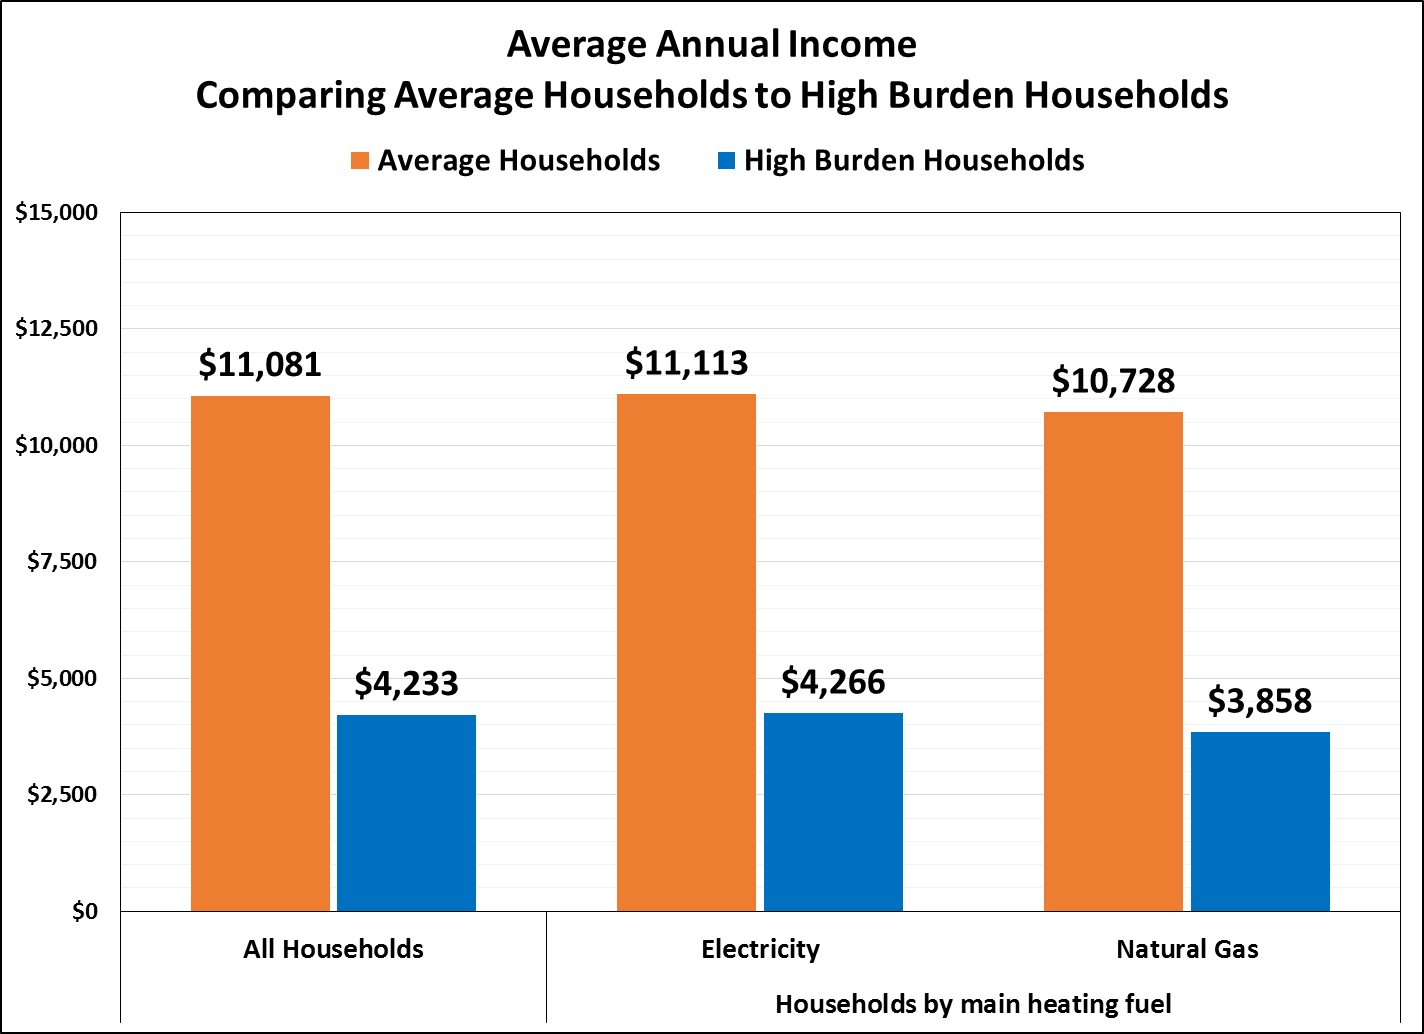 Average Annual Income
Comparing Average Households to High Burden Households
Average Households High Burden Households
$15,000
$12,500
$10,000
$7,500
$5,000
$2,500
$0
$11,081
$4,233
$11,113
$4,266
$10,728
$3,858
All Households Electricity Natural Gas
Households by main heating fuel